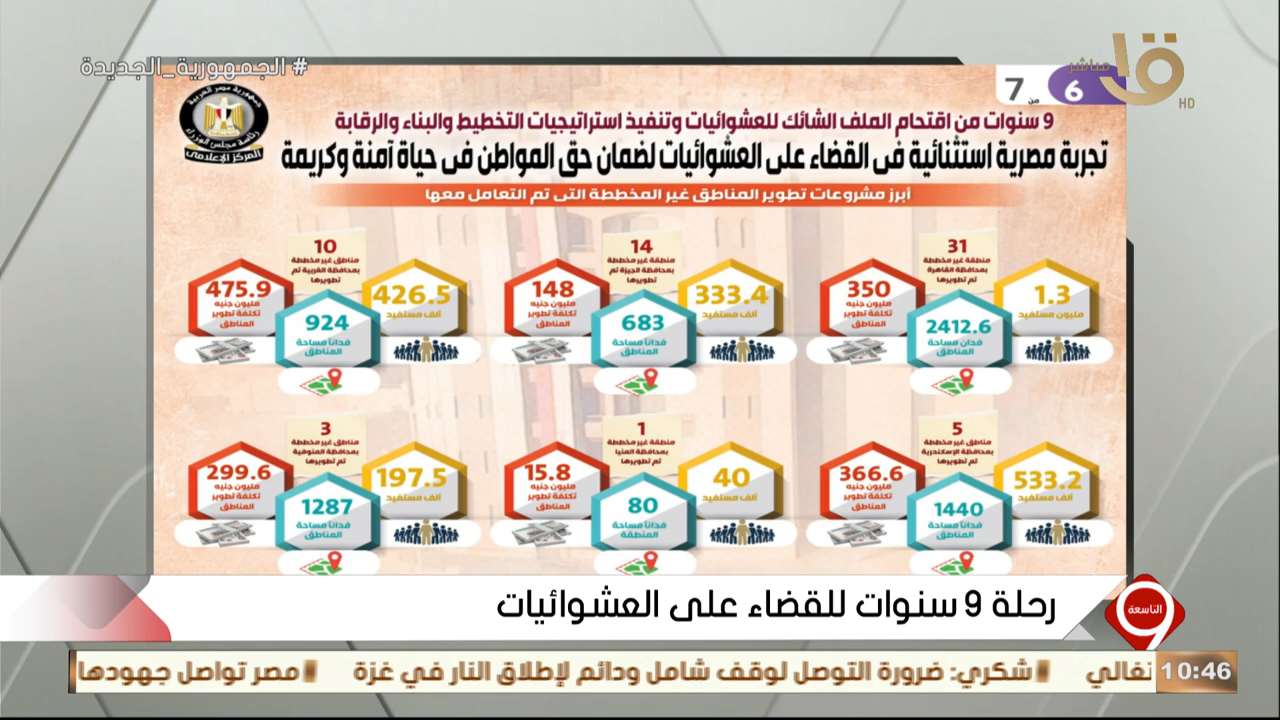 # الجمهورية_الجديدة
مباشر
HD
6 من 7
جمهورية مصر العربية
رئاسة مجلس الوزراء
المركز الإعلامي
9 سنوات من اقتحام الملف الشائك للعشوائيات وتنفيذ استراتيجيات التخطيط والبناء والرقابة
تجربة مصرية استثنائية فى القضاء على العشوائيات لضمان حق المواطن فى حياة آمنة وكريمة
أبرز مشروعات تطوير المناطق غير المخططة التى تم التعامل معها
31
منطقة غير مخططة
بمحافظة القاهرة
تم تطويرها
1.3
مليون مستفيد
2412.6
فدان مساحة
المناطق
350
مليون جنيه
تكلفة تطوير
المناطق
14
منطقة غير مخططة
بمحافظة الجيزة تم
تطويرها
333.4
ألف مستفيد
683
فداناً مساحة
المناطق
148
مليون جنيه
تكلفة تطوير
المناطق
10
مناطق غير مخططة
بمحافظة الغربية تم
تطويرها
426.5
ألف مستفيد
924
فداناً مساحة
المناطق
475.9
مليون جنيه
تكلفة تطوير
المناطق
5
مناطق غير مخططة
بمحافظة الإسكندرية
تم تطويرها
533.2
ألف مستفيد
1440
فداناً مساحة
المناطق
366.6
مليون جنيه
تكلفة تطوير
المناطق
1
منطقة غير مخططة
بمحافظة المنيا
تم تطويرها
40
ألف مستفيد
80
فداناً مساحة
المنطقة
15.8
مليون جنيه
تكلفة تطوير
المناطق
3
مناطق غير مخططة
بمحافظة المنوفية
تم تطويرها
197.5
ألف مستفيد
1287
فداناً مساحة
المناطق
299.6
مليون جنيه
تكلفة تطوير
المناطق
التاسعة
رحلة 9 سنوات للقضاء على العشوائيات
10:46
نغالي شكري: ضرورة التوصل لوقف شامل ودائم لإطلاق النار في غزة مصر تواصل جهودها